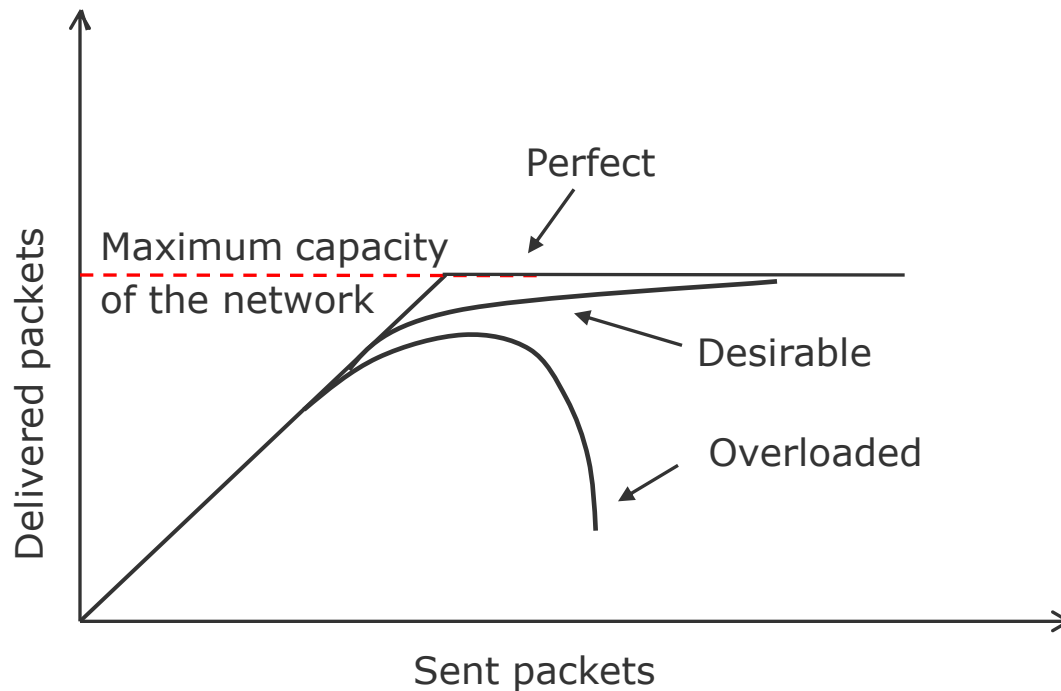 Perfect
Maximum capacity
of the network
Desirable
Overloaded
Delivered packets
Sent packets